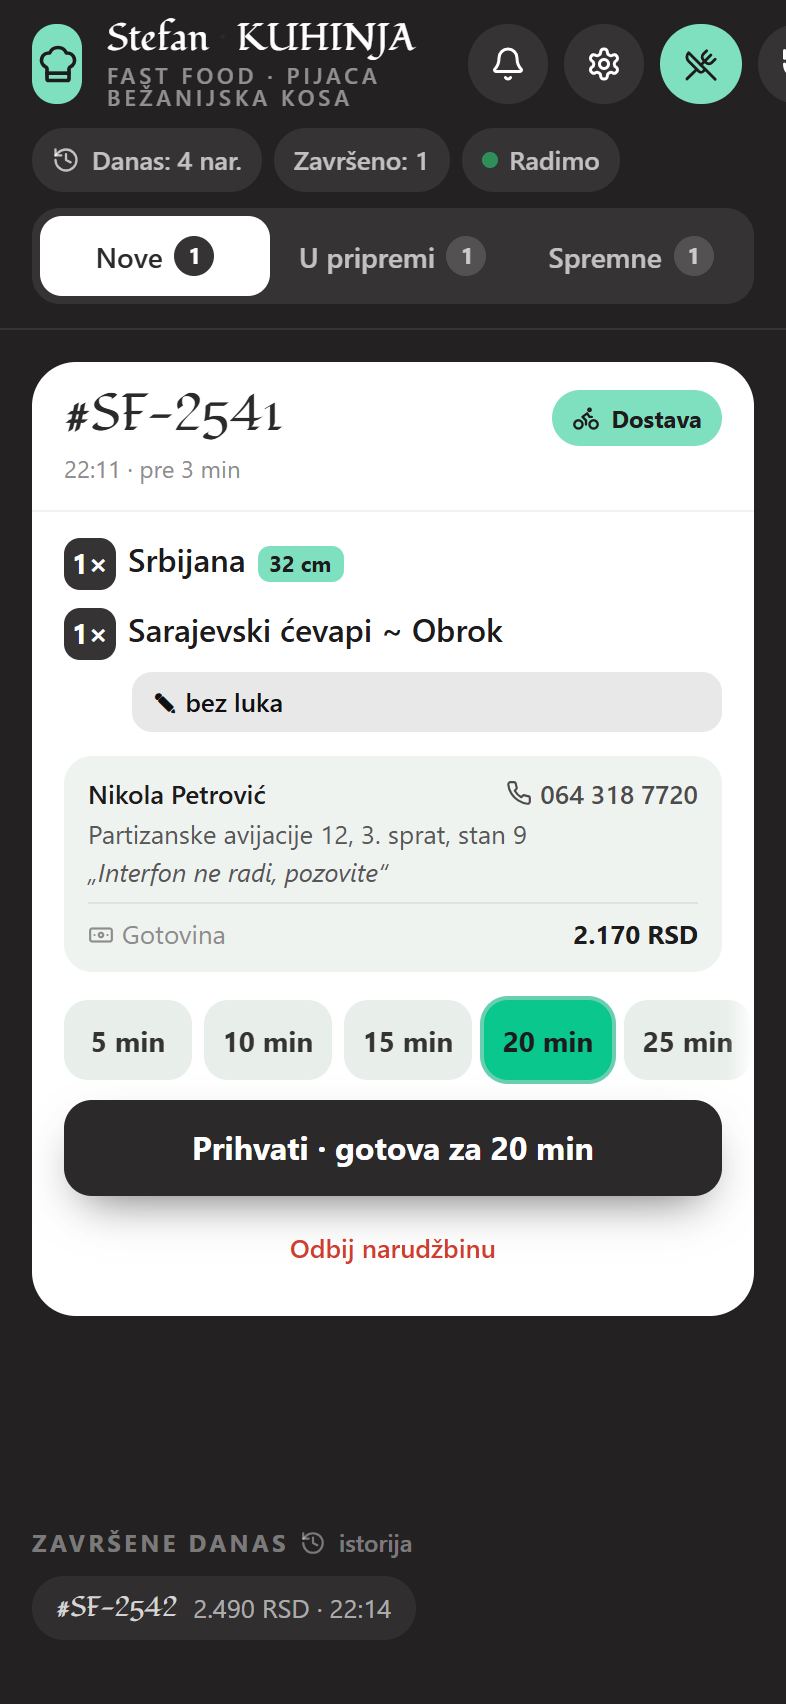 Stefan · KUHINJA
FAST FOOD · PIJACA
BEŽANIJSKA KOSA
Danas: 4 nar.
Završeno: 1
Radimo
Nove 1
U pripremi 1
Spremne 1
#SF-2541
Dostava
22:11 · pre 3 min
1× Srbijana 32 cm
1× Sarajevski ćevapi ~ Obrok
bez luka
Nikola Petrović
064 318 7720
Partizanske avijacije 12, 3. sprat, stan 9
„Interfon ne radi, pozovite“
Gotovina
2.170 RSD
5 min
10 min
15 min
20 min
25 min
Prihvati · gotova za 20 min
Odbij narudžbinu
ZAVRŠENE DANAS
istorija
#SF-2542 2.490 RSD · 22:14